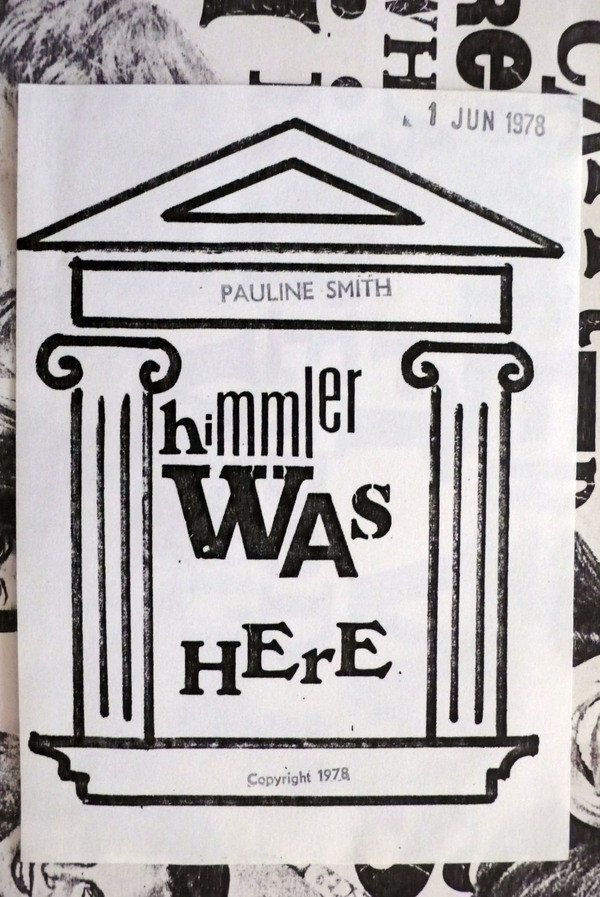 1 JUN 1978
PAULINE SMITH
himmler
WAs
HErE
Copyright 1978